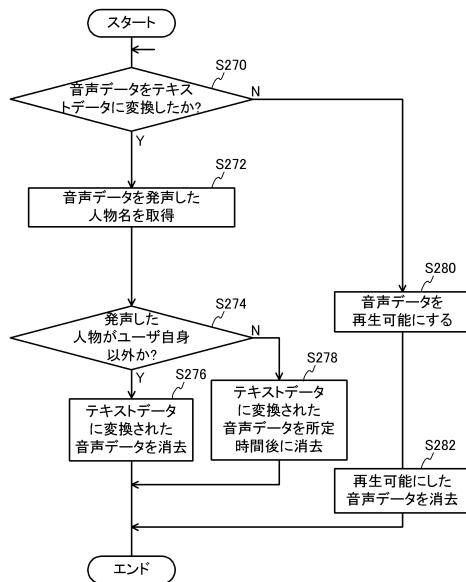 スタート
S270
音声データをテキス
トデータに変換したか?
N
Y
S272
音声データを発声した
人物名を取得
S280
音声データを
再生可能にする
S274
発声した
人物がユーザ自身
以外か?
N
Y
S276
テキストデータ
に変換された
音声データを消去
S278
テキストデータ
に変換された
音声データを所定
時間後に消去
S282
再生可能にした
音声データを消去
エンド